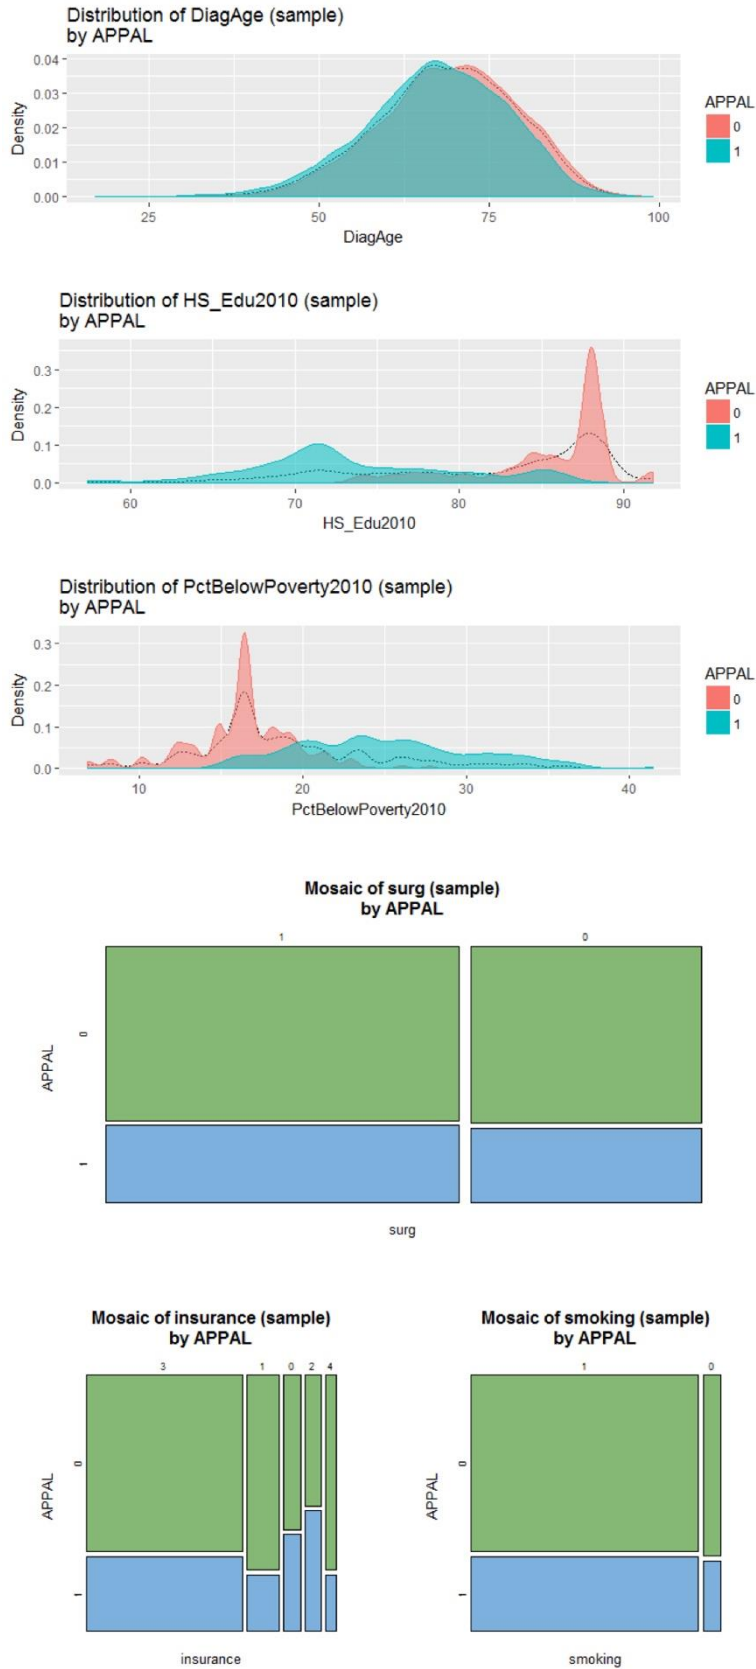 Distribution of DiagAge (sample)
by APPAL
0.04
0.03
0.02
0.01
0.00
Density
25 50 75 100
DiagAge
APPAL
0
1
Distribution of HS_Edu2010 (sample)
by APPAL
0.3
0.2
0.1
0.0
Density
60 70 80 90
HS_Edu2010
APPAL
0
1
Distribution of PctBelowPoverty2010 (sample)
by APPAL
0.3
0.2
0.1
0.0
Density
10 20 30 40
PctBelowPoverty2010
APPAL
0
1
Mosaic of surg (sample)
by APPAL
1 0
0
APPAL
1
surg
Mosaic of insurance (sample)
by APPAL
3 1 0 2 4
0
APPAL
1
insurance
Mosaic of smoking (sample)
by APPAL
1 0
0
APPAL
1
smoking